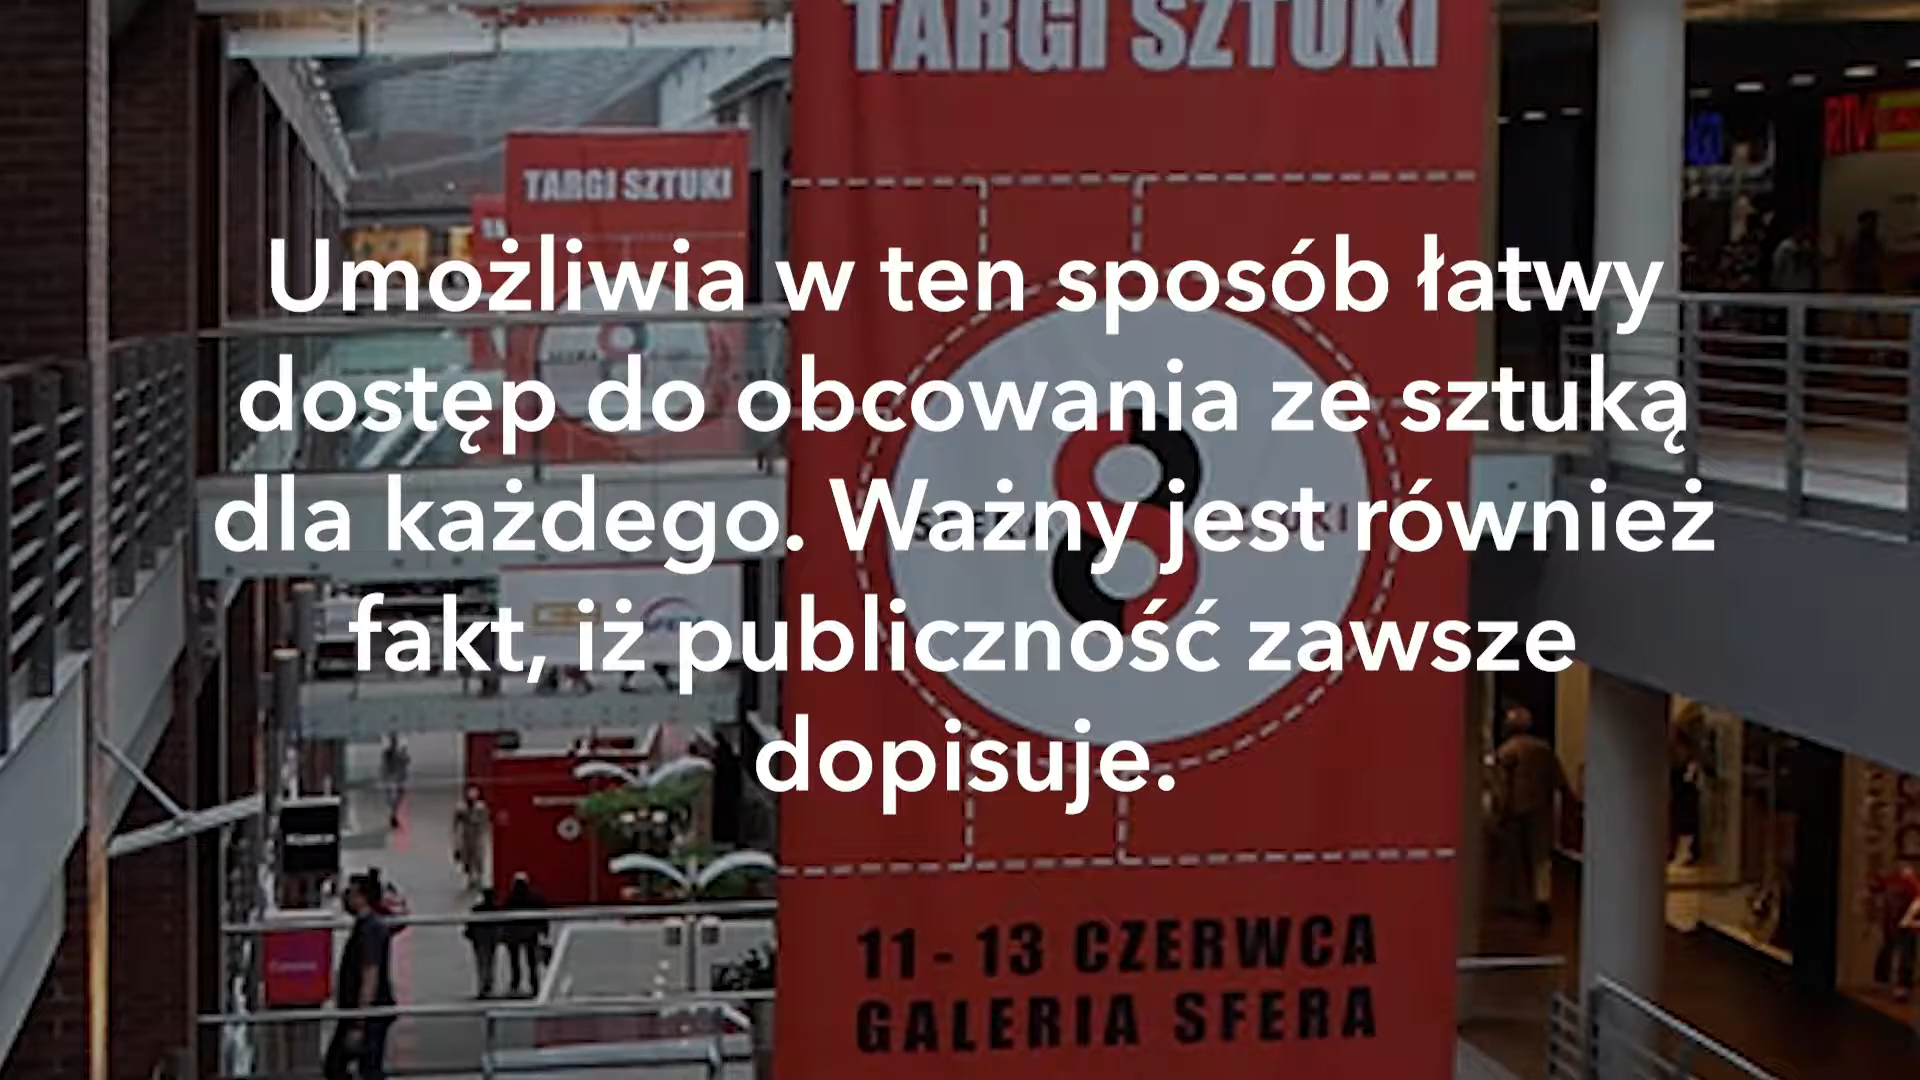 TARGI SZTUKI
TARGI SZTUKI
Umożliwia w ten sposób łatwy
dostęp do obcowania ze sztuką
dla każdego. Ważny jest również
fakt, iż publiczność zawsze
dopisuje.
11 - 13 CZERWCA
GALERIA SFERA